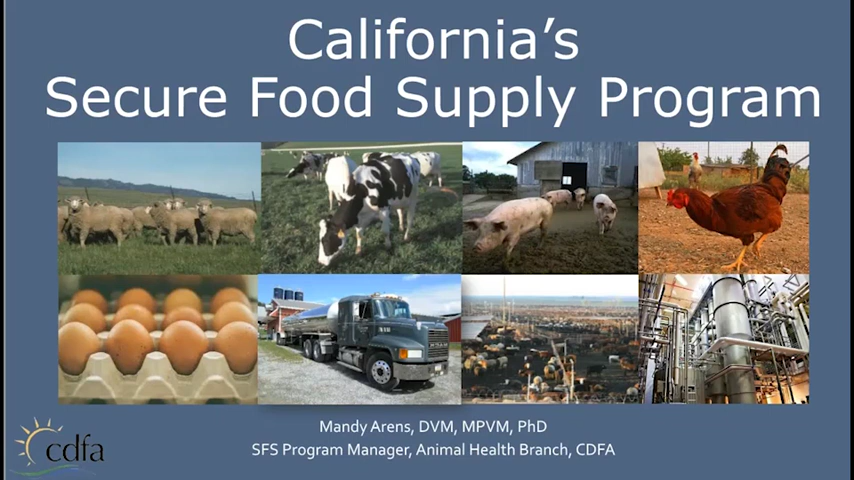 California’s
Secure Food Supply Program
Mandy Arens, DVM, MPVM, PhD
SFS Program Manager, Animal Health Branch, CDFA
cdfa